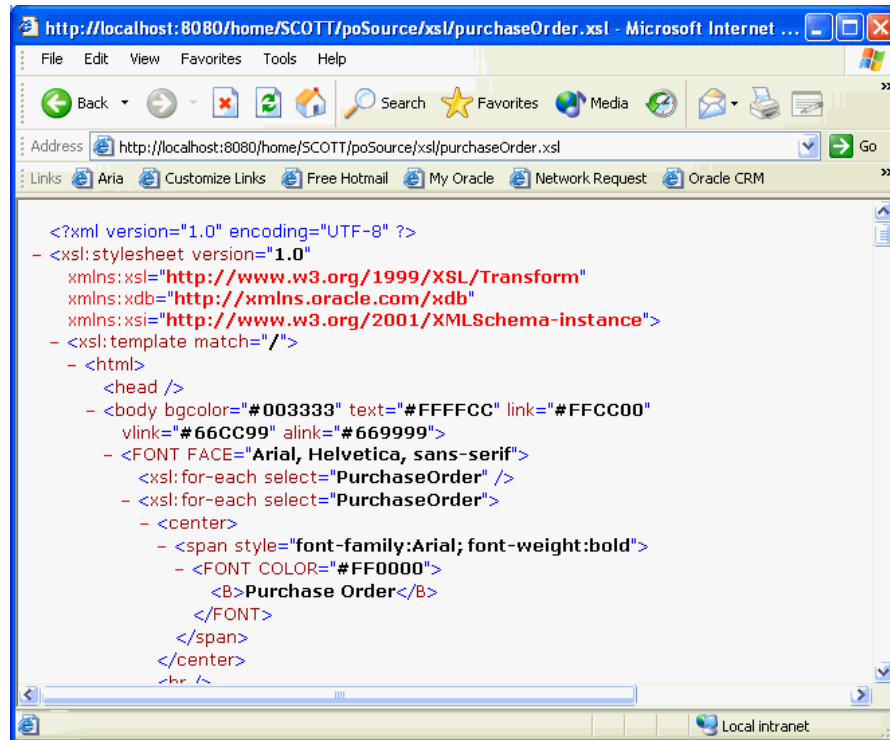 http://localhost:8080/home/SCOTT/poSource/xsl/purchaseOrder.xsl - Microsoft Internet ...
File Edit View Favorites Tools Help
Back Search Favorites Media
Address http://localhost:8080/home/SCOTT/poSource/xsl/purchaseOrder.xsl Go
Links Aria Customize Links Free Hotmail My Oracle Network Request Oracle CRM
<?xml version="1.0" encoding="UTF-8" ?>
- <xsl:stylesheet version="1.0"
xmlns:xsl="http://www.w3.org/1999/XSL/Transform"
xmlns:xdb="http://xmlns.oracle.com/xdb"
xmlns:xsi="http://www.w3.org/2001/XMLSchema-instance">
- <xsl:template match="/">
- <html>
<head />
- <body bgcolor="#003333" text="#FFFFCC" link="#FFCC00"
vlink="#66CC99" alink="#669999">
- <FONT FACE="Arial, Helvetica, sans-serif">
<xsl:for-each select="PurchaseOrder" />
- <xsl:for-each select="PurchaseOrder">
- <center>
- <span style="font-family:Arial; font-weight:bold">
- <FONT COLOR="#FF0000">
<B>Purchase Order</B>
</FONT>
</span>
</center>
<br />
Local intranet